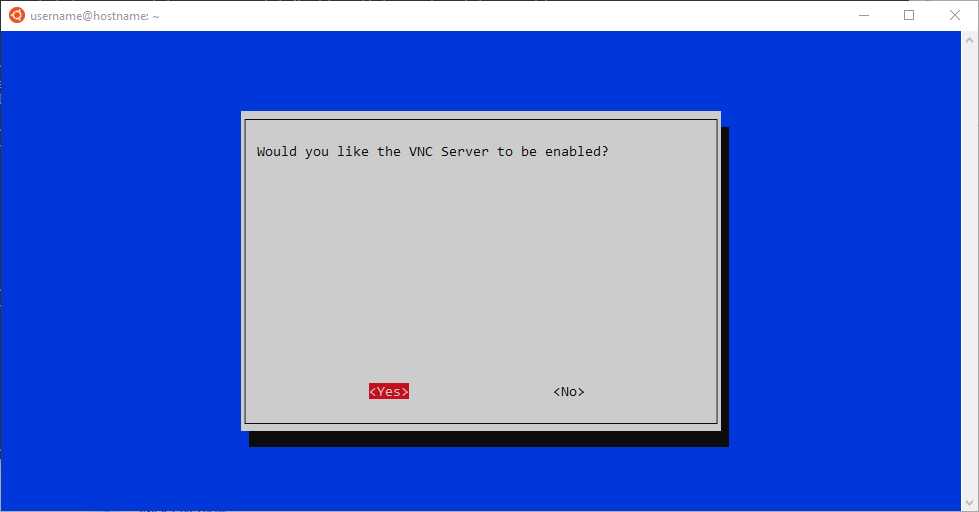 username@hostname: ~
Would you like the VNC Server to be enabled?
<Yes> <No>